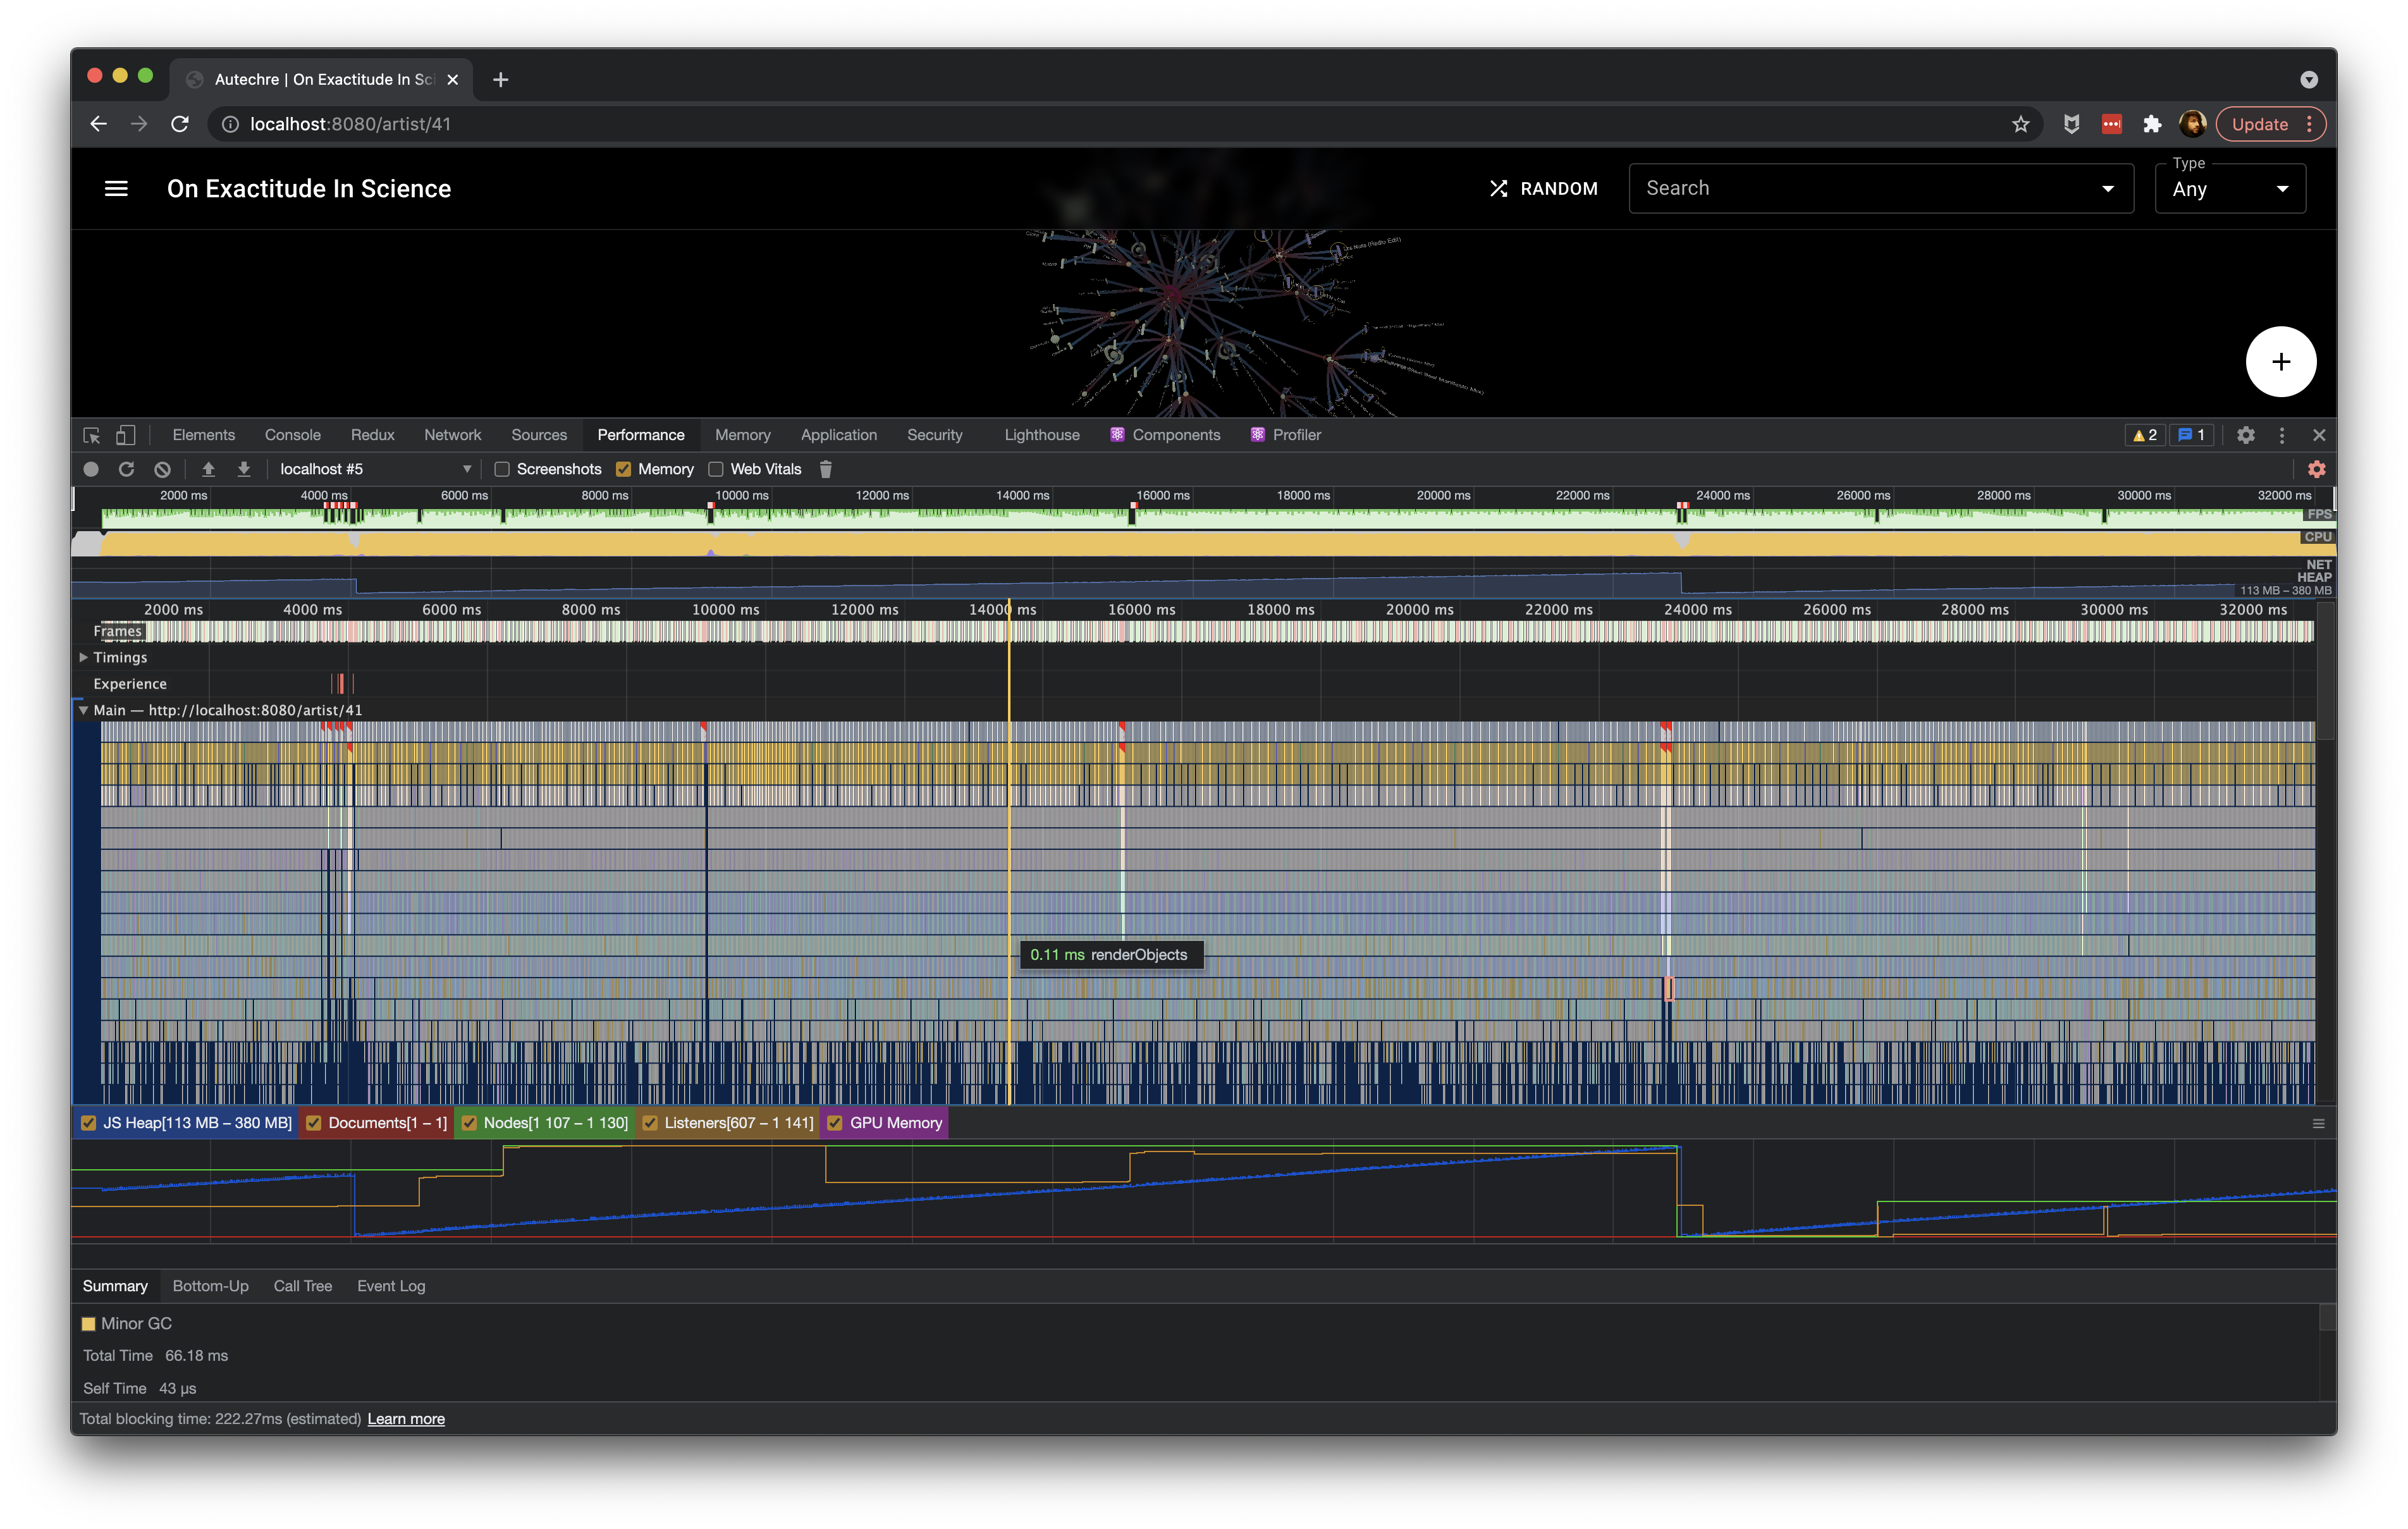 Autechre | On Exactitude In Sci
localhost:8080/artist/41
Update
On Exactitude In Science
RANDOM
Search
Type
Any
Elements Console Redux Network Sources Performance Memory Application Security Lighthouse Components Profiler 2 1
localhost #5 Screenshots Memory Web Vitals
2000 ms 4000 ms 6000 ms 8000 ms 10000 ms 12000 ms 14000 ms 16000 ms 18000 ms 20000 ms 22000 ms 24000 ms 26000 ms 28000 ms 30000 ms 32000 ms
FPS
CPU
NET
HEAP
113 MB – 380 MB
2000 ms 4000 ms 6000 ms 8000 ms 10000 ms 12000 ms 14000 ms 16000 ms 18000 ms 20000 ms 22000 ms 24000 ms 26000 ms 28000 ms 30000 ms 32000 ms
Frames
Timings
Experience
Main — http://localhost:8080/artist/41
0.11 ms renderObjects
JS Heap[113 MB – 380 MB] Documents[1 – 1] Nodes[1 107 – 1 130] Listeners[607 – 1 141] GPU Memory
Summary Bottom-Up Call Tree Event Log
Minor GC
Total Time 66.18 ms
Self Time 43 μs
Total blocking time: 222.27ms (estimated) Learn more